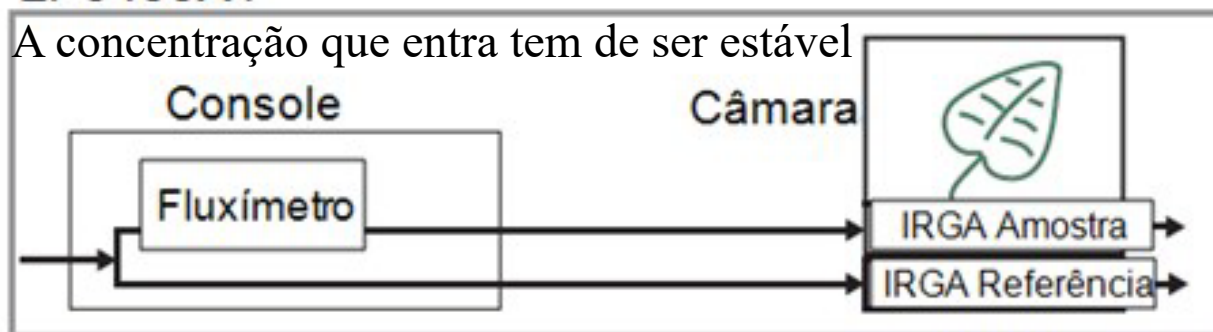 A concentração que entra tem de ser estável
Console
Câmara
Fluxímetro
IRGA Amostra
IRGA Referência